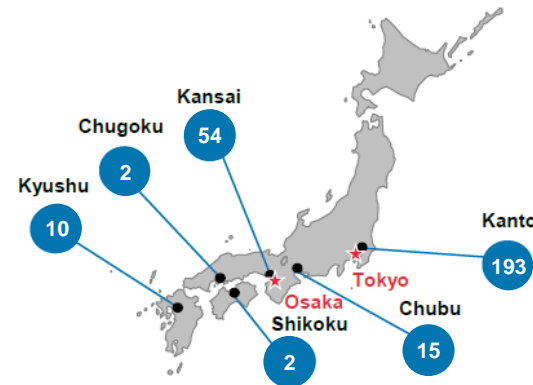 Kansai
54
Chugoku
2
Kyushu
10
Kanto
193
Tokyo
Osaka
Chubu
15
Shikoku
2